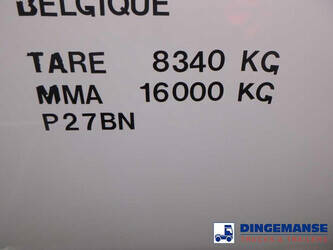 BELGIQUE
TARE 8340 KG
MMA 16000 KG
P27BN
DINGEMANSE